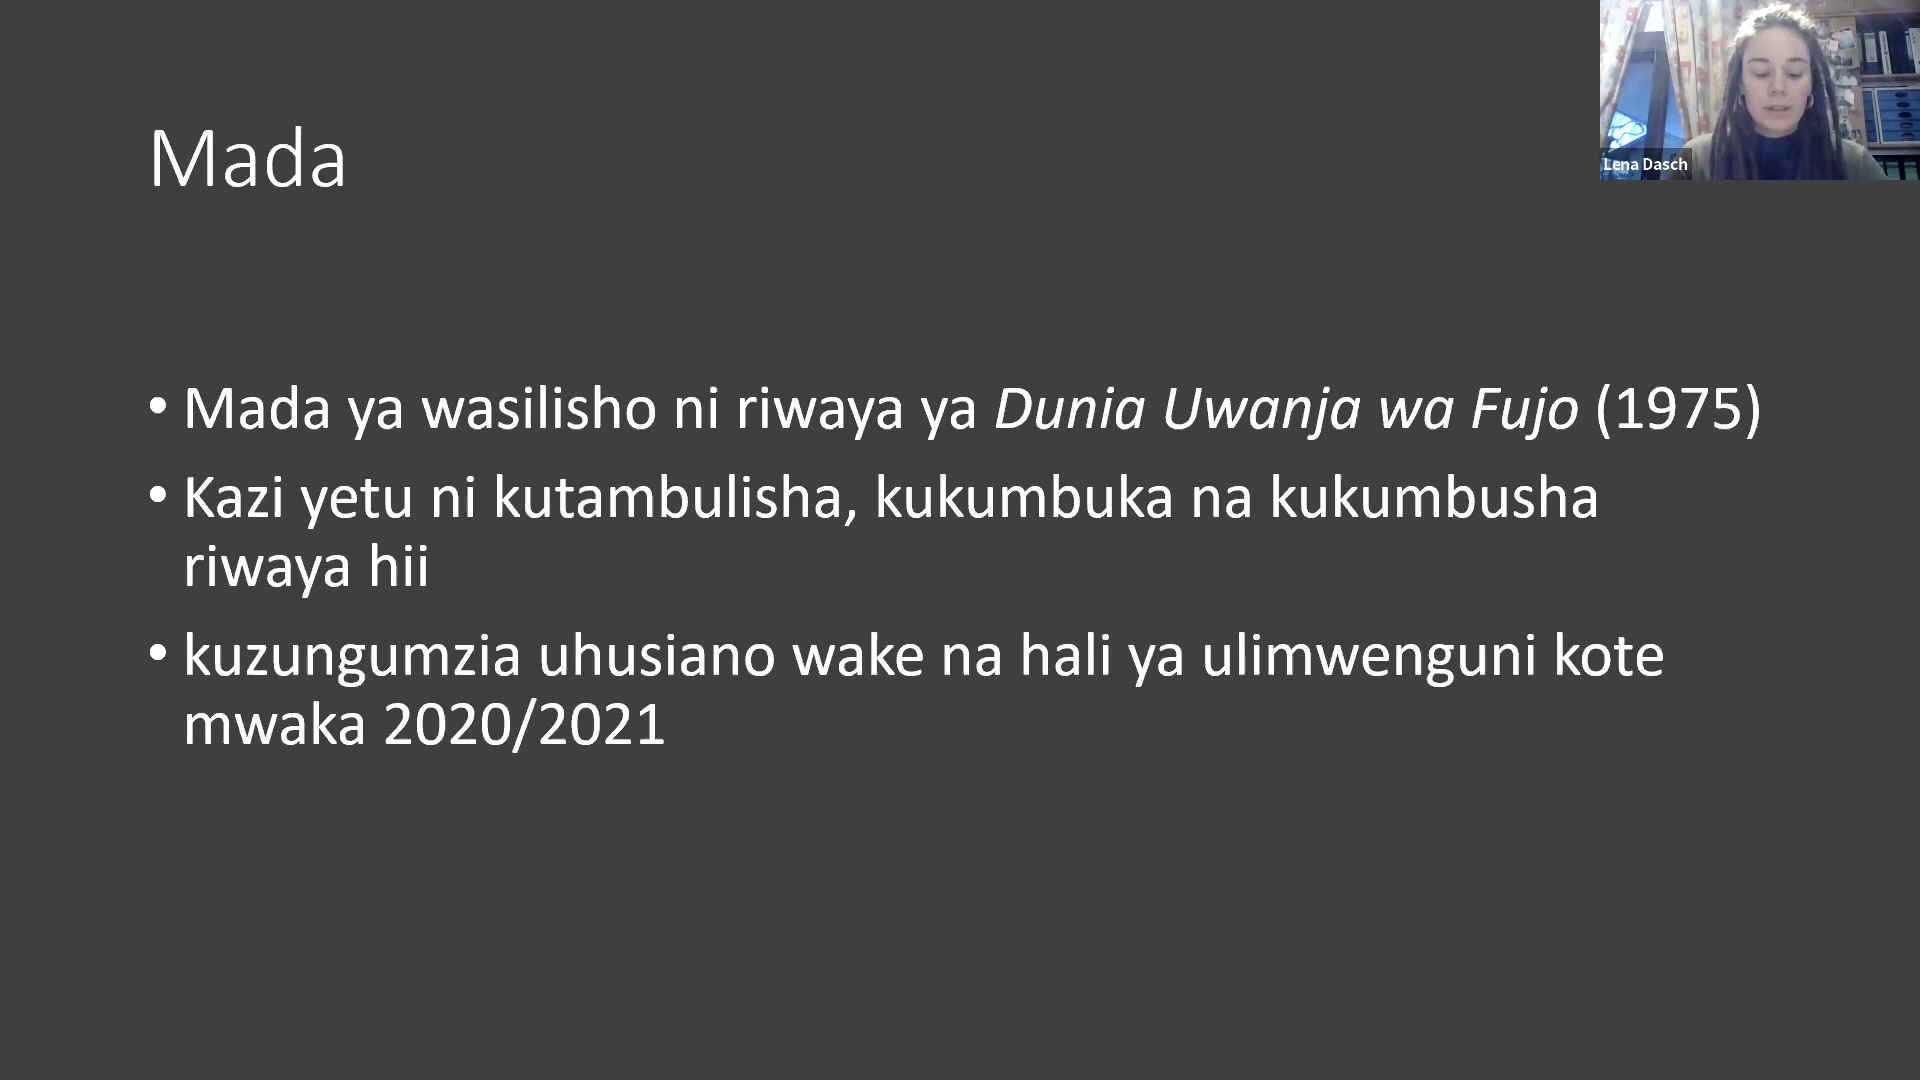 Mada
Lena Dasch
• Mada ya wasilisho ni riwaya ya Dunia Uwanja wa Fujo (1975)
• Kazi yetu ni kutambulisha, kukumbuka na kukumbusha
riwaya hii
• kuzungumzia uhusiano wake na hali ya ulimwenguni kote
mwaka 2020/2021